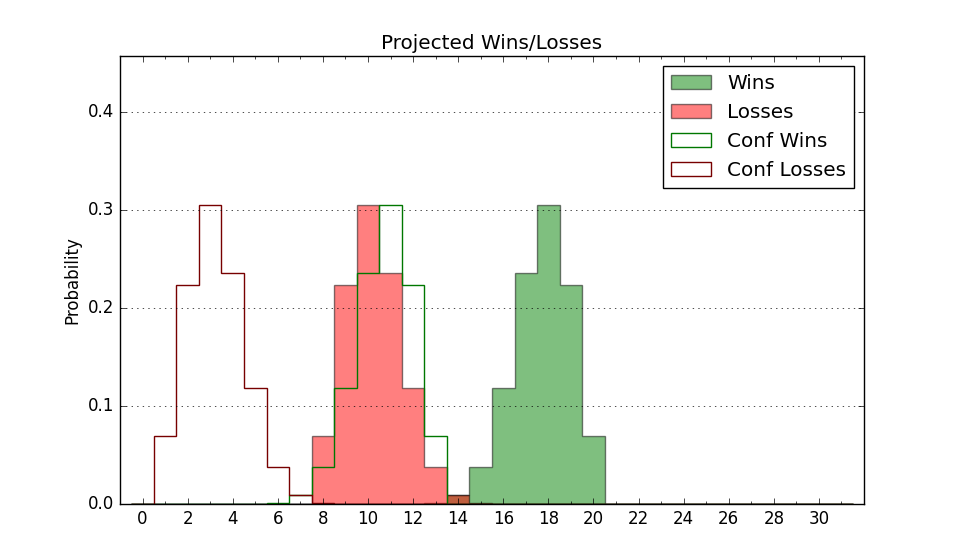 Projected Wins/Losses
Wins
Losses
Conf Wins
Conf Losses
Probability
0.4
0.3
0.2
0.1
0.0
0 2 4 6 8 10 12 14 16 18 20 22 24 26 28 30